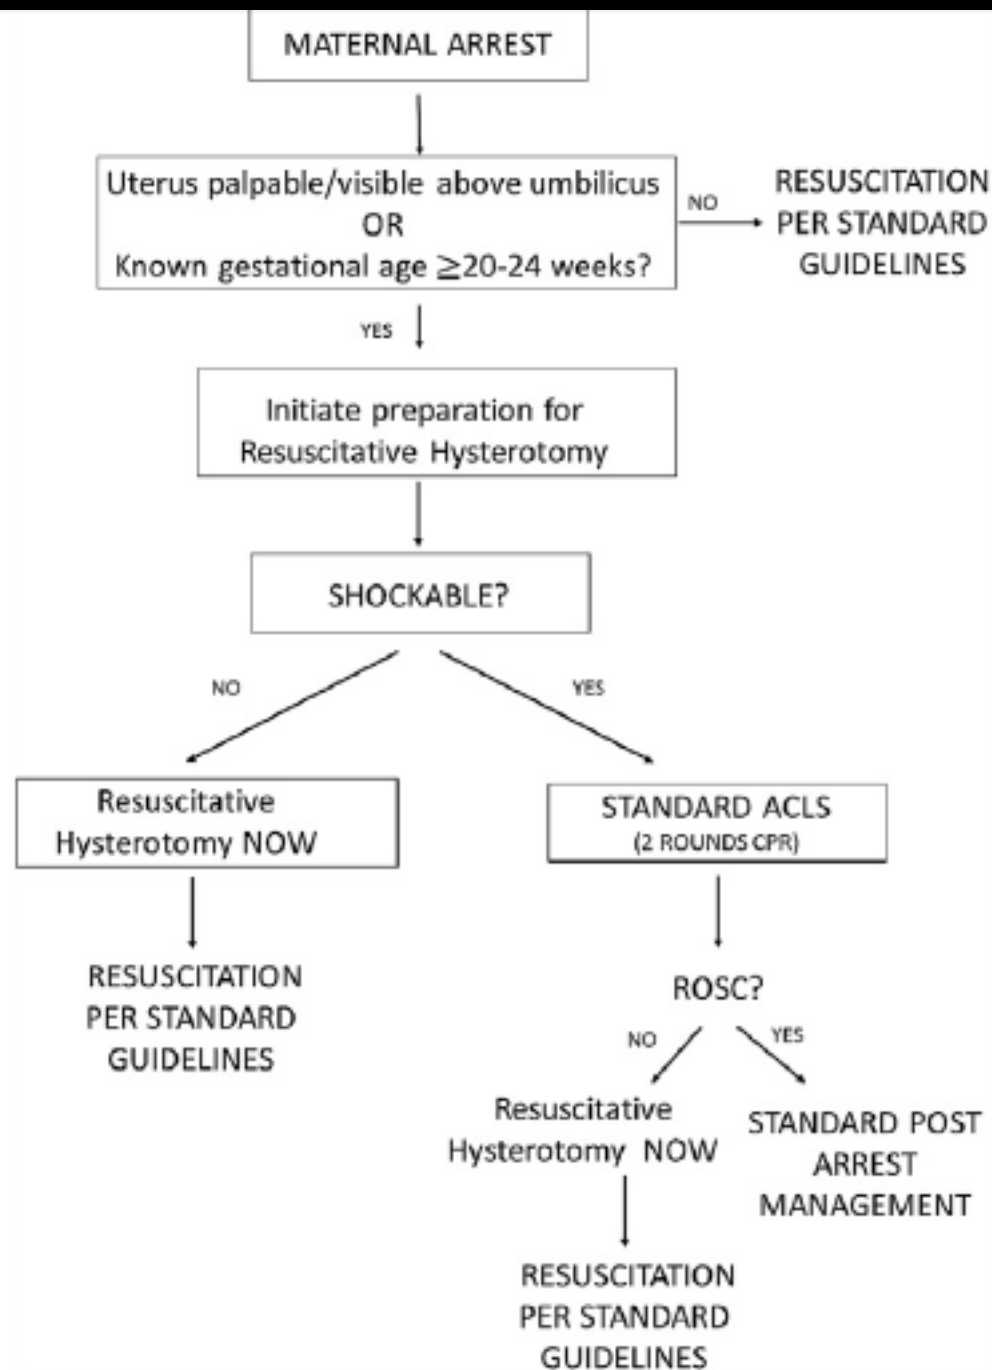 MATERNAL ARREST
Uterus palpable/visible above umbilicus
OR
Known gestational age ≥20-24 weeks?
NO
RESUSCITATION
PER STANDARD
GUIDELINES
YES
Initiate preparation for
Resuscitative Hysterotomy
SHOCKABLE?
NO
YES
Resuscitative
Hysterotomy NOW
STANDARD ACLS
(2 ROUNDS CPR)
RESUSCITATION
PER STANDARD
GUIDELINES
ROSC?
NO
YES
Resuscitative
Hysterotomy NOW
STANDARD POST
ARREST
MANAGEMENT
RESUSCITATION
PER STANDARD
GUIDELINES